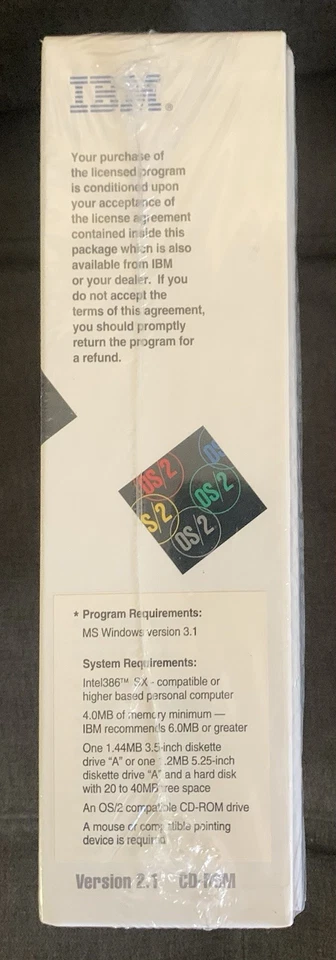 IBM®
Your purchase of
the licensed program
is conditioned upon
your acceptance of
the license agreement
contained inside this
package which is also
available from IBM
or your dealer. If you
do not accept the
terms of this agreement,
you should promptly
return the program for
a refund.
OS/2
OS
OS/2
S/2
OS/2
* Program Requirements:
MS Windows version 3.1
System Requirements:
Intel386™ SX - compatible or
higher based personal computer
4.0MB of memory minimum —
IBM recommends 6.0MB or greater
One 1.44MB 3.5-inch diskette
drive "A" or one 1.2MB 5.25-inch
diskette drive "A" and a hard disk
with 20 to 40MB free space
An OS/2 compatible CD-ROM drive
A mouse or compatible pointing
device is required
Version 2.1 CD-ROM